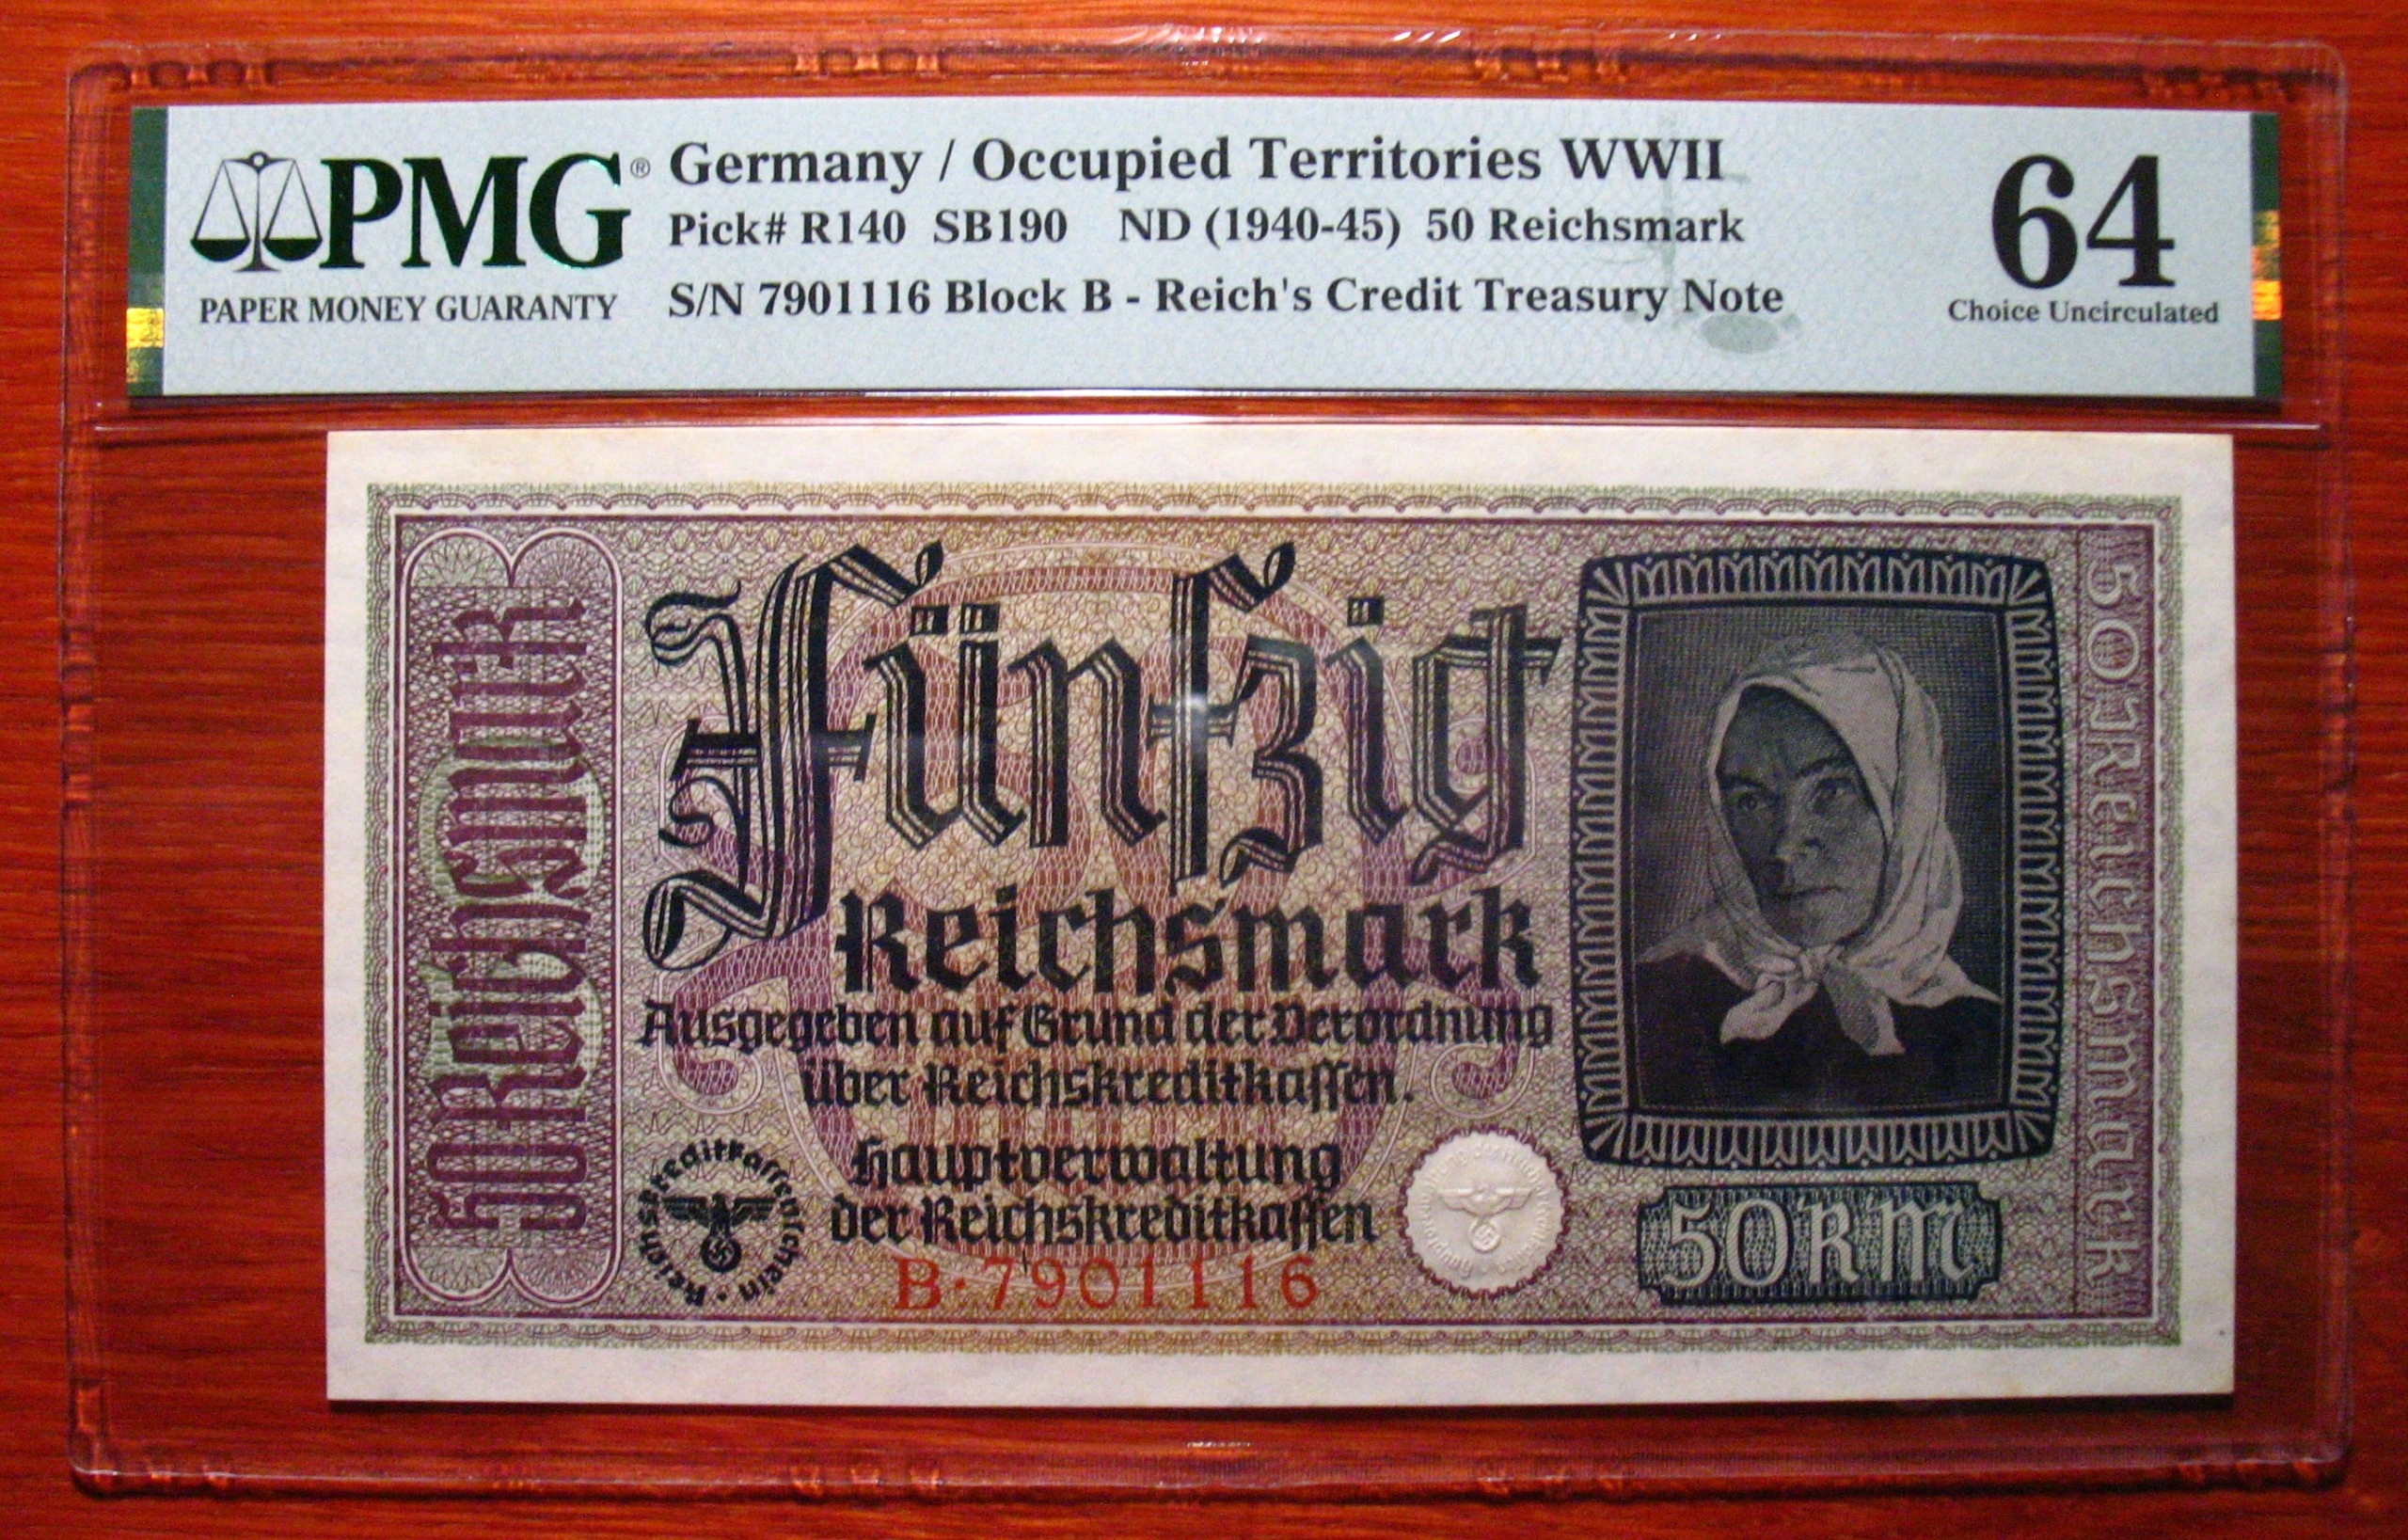 PMG®
PAPER MONEY GUARANTY
Germany / Occupied Territories WWII
Pick# R140 SB190 ND (1940-45) 50 Reichsmark
S/N 7901116 Block B - Reich's Credit Treasury Note
64
Choice Uncirculated
50 Reichsmark
Fünfzig
Reichsmark
Ausgegeben auf Grund der Verordnung
über Reichskreditkassen.
Hauptverwaltung
der Reichskreditkassen
Reichskreditkassenschein
B·7901116
50 RM
50 Reichsmark